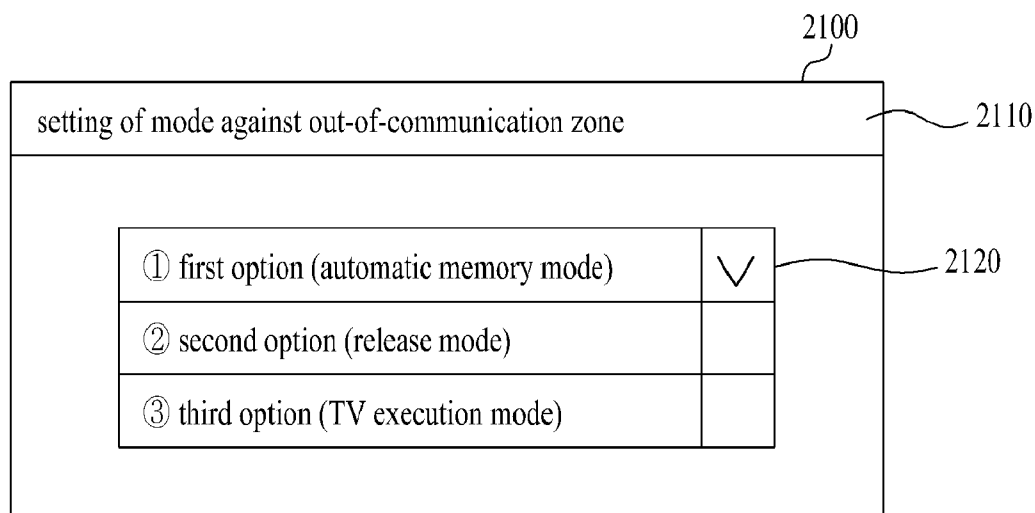 2100
setting of mode against out-of-communication zone
2110
① first option (automatic memory mode)
2120
② second option (release mode)
③ third option (TV execution mode)